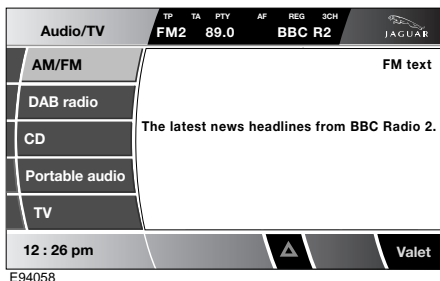 Audio/TV
TP TA PTY AF REG 3CH
FM2 89.0 BBC R2
JAGUAR
AM/FM
FM text
DAB radio
The latest news headlines from BBC Radio 2.
CD
Portable audio
TV
12 : 26 pm
Valet
E94058